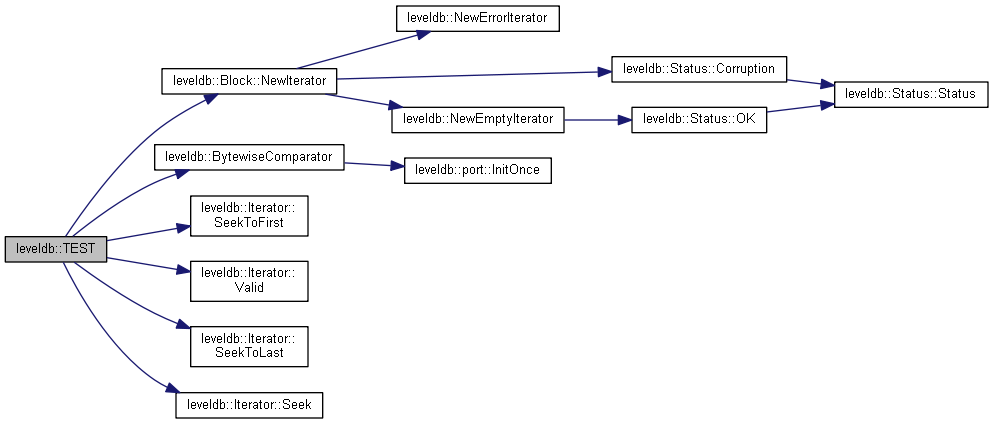 leveldb::NewErrorIterator
leveldb::Block::NewIterator
leveldb::Status::Corruption
leveldb::Status::Status
leveldb::NewEmptyIterator
leveldb::Status::OK
leveldb::BytewiseComparator
leveldb::port::InitOnce
leveldb::Iterator::
SeekToFirst
leveldb::TEST
leveldb::Iterator::
Valid
leveldb::Iterator::
SeekToLast
leveldb::Iterator::Seek